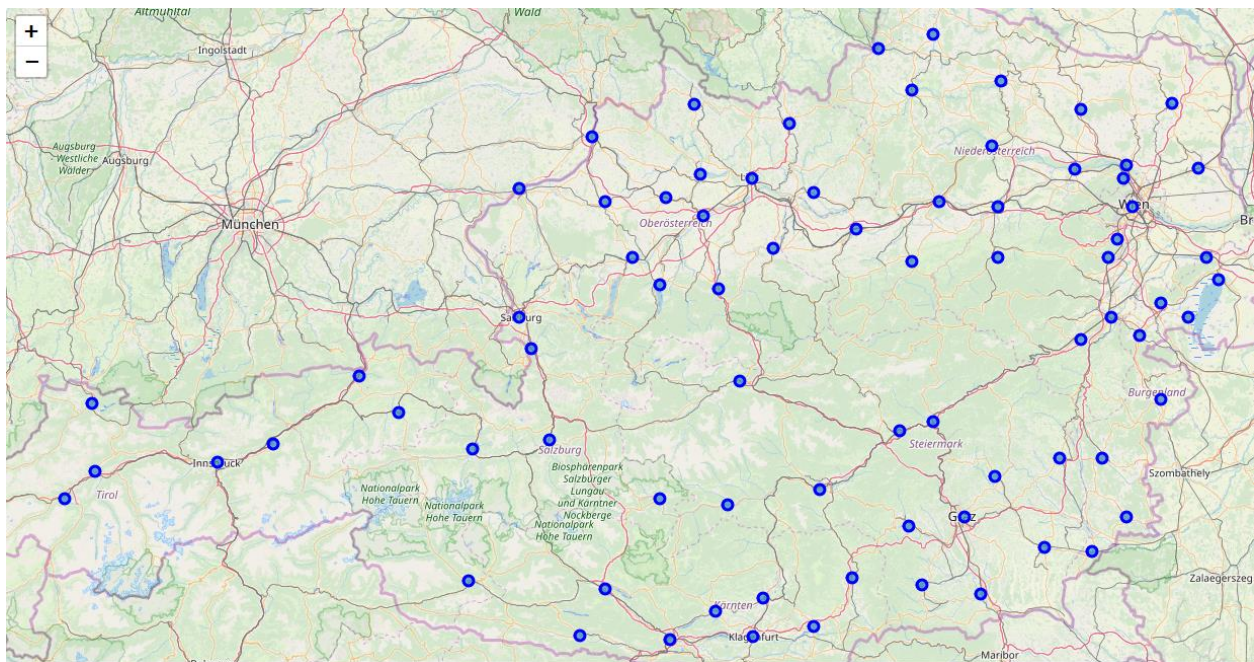 Altmühltal
Wald
+
−
Ingolstadt
Augsburg
Westliche
Wälder
Augsburg
Niederösterreich
München
Wien
Br
Oberösterreich
Salzburg
Burgenland
Steiermark
Innsbruck
Salzburg
Biosphärenpark
Salzburger
Lungau
und Kärntner
Nockberge
Nationalpark
Hohe Tauern
Szombathely
Tirol
Nationalpark
Hohe Tauern
Nationalpark
Hohe Tauern
Graz
Zalaegerszeg
Kärnten
Klagenfurt
Maribor